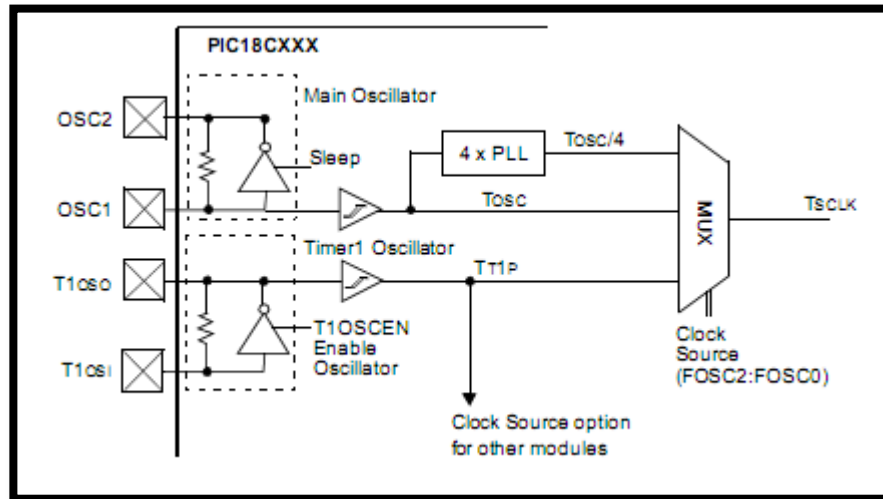 PIC18CXXX
Main Oscillator
OSC2
Sleep
4 x PLL
TOSC/4
OSC1
TOSC
MUX
TSCLK
Timer1 Oscillator
T1OSO
TT1P
T1OSCEN
Enable
Oscillator
T1OSI
Clock
Source
(FOSC2:FOSC0)
Clock Source option
for other modules